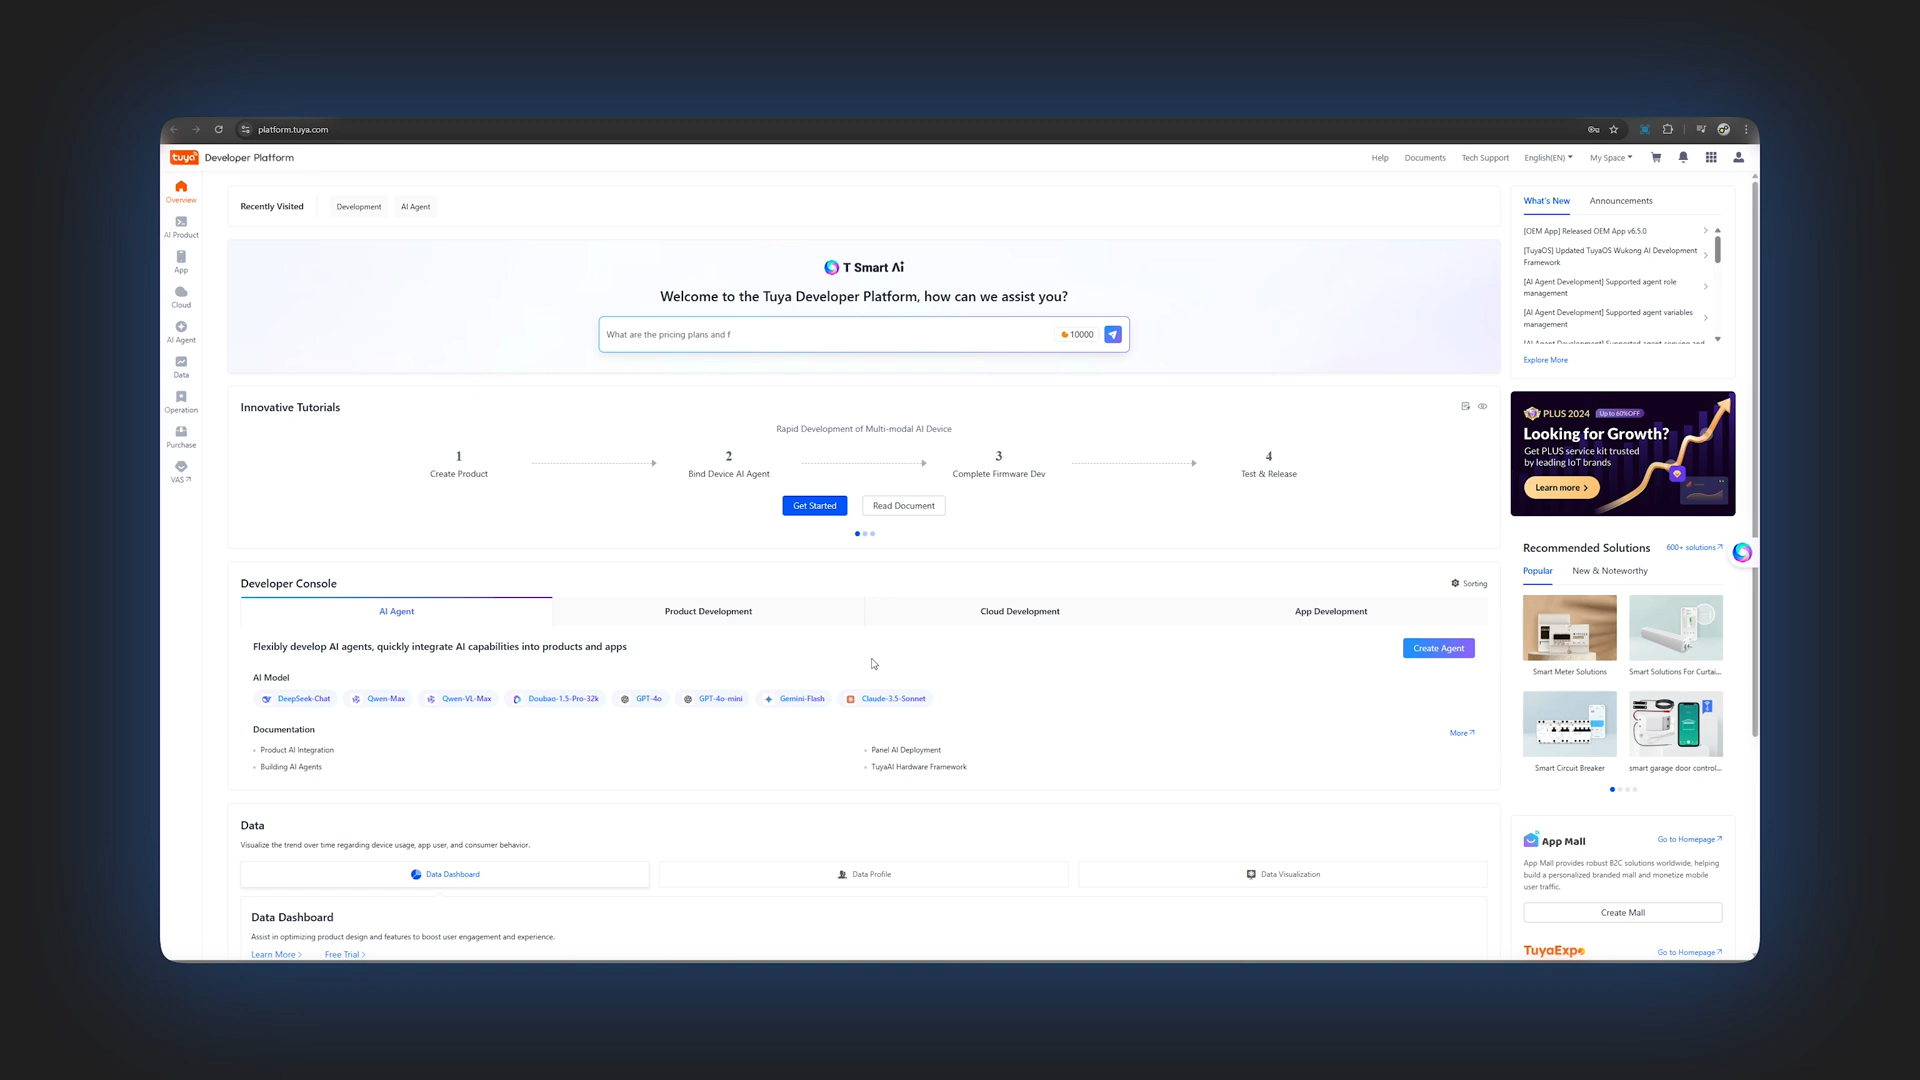 platform.tuya.com
tuya Developer Platform
Help
Documents
Tech Support
English(EN)
My Space
Overview
AI Product
App
Cloud
AI Agent
Data
Operation
Purchase
VAS
Recently Visited
Development
AI Agent
T Smart Ai
Welcome to the Tuya Developer Platform, how can we assist you?
What are the pricing plans and f
10000
Innovative Tutorials
Rapid Development of Multi-modal AI Device
1
Create Product
2
Bind Device AI Agent
3
Complete Firmware Dev
4
Test & Release
Get Started
Read Document
Developer Console
Sorting
AI Agent
Product Development
Cloud Development
App Development
Flexibly develop AI agents, quickly integrate AI capabilities into products and apps
Create Agent
AI Model
DeepSeek-Chat
Qwen-Max
Qwen-VL-Max
Doubao-1.5-Pro-32k
GPT-4o
GPT-4o-mini
Gemini-Flash
Claude-3.5-Sonnet
Documentation
More
Product AI Integration
Panel AI Deployment
Building AI Agents
TuyaAI Hardware Framework
Data
Visualize the trend over time regarding device usage, app user, and consumer behavior.
Data Dashboard
Data Profile
Data Visualization
Data Dashboard
Assist in optimizing product design and features to boost user engagement and experience.
Learn More >
Free Trial >
What's New
Announcements
[OEM App] Released OEM App v6.5.0
[TuyaOS] Updated TuyaOS Wukong AI Development
Framework
[AI Agent Development] Supported agent role
management
[AI Agent Development] Supported agent variables
management
[AI Agent Development] Supported agent serving and
Explore More
PLUS 2024 Up to 60%OFF
Looking for Growth?
Get PLUS service kit trusted
by leading IoT brands
Learn more >
Recommended Solutions
600+ solutions
Popular
New & Noteworthy
Smart Meter Solutions
Smart Solutions For Curtai...
Smart Circuit Breaker
smart garage door control...
App Mall
Go to Homepage
App Mall provides robust B2C solutions worldwide, helping
build a personalized branded mall and monetize mobile
user traffic.
Create Mall
TuyaExpo
Go to Homepage